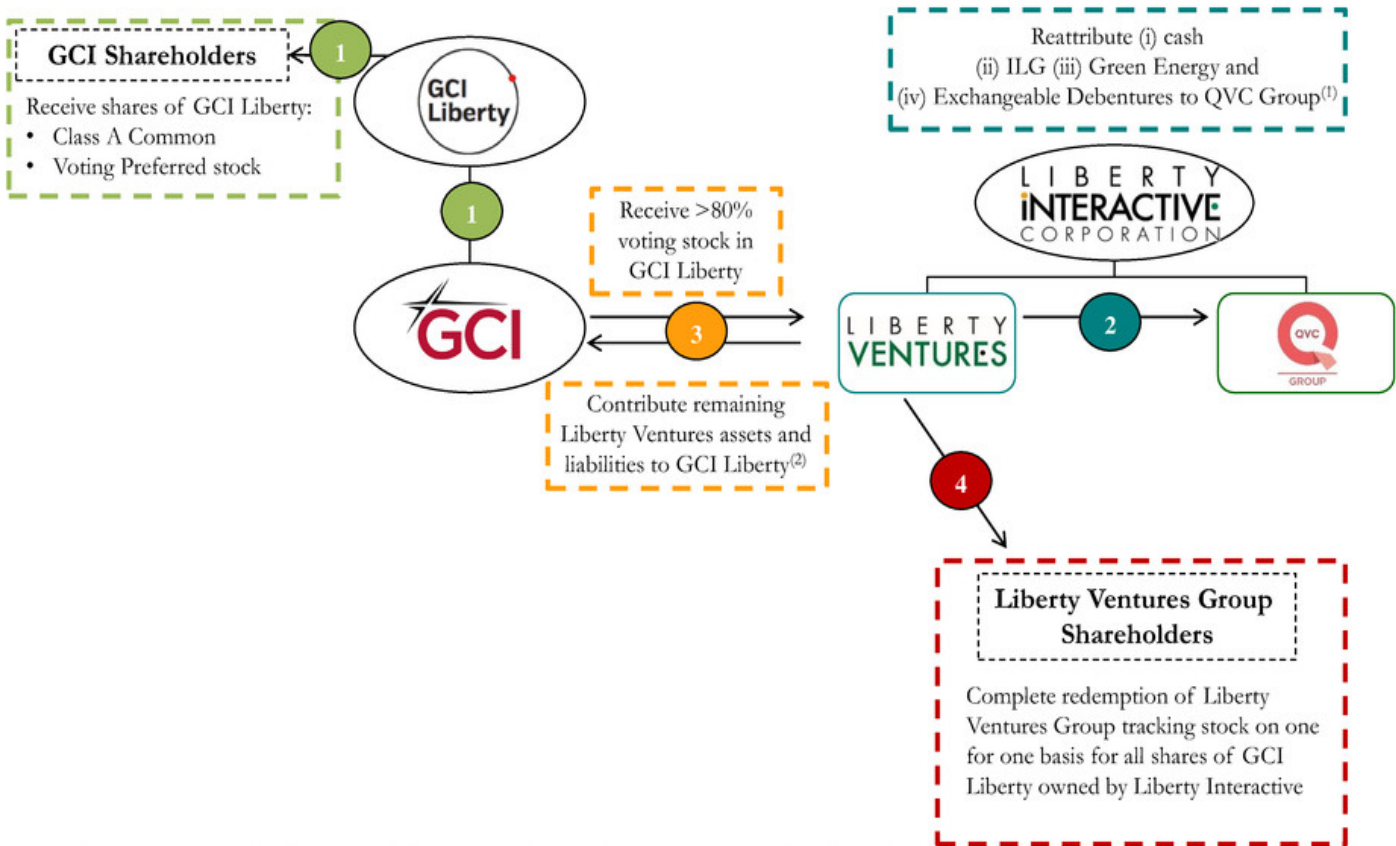 GCI Shareholders
Receive shares of GCI Liberty:
• Class A Common
• Voting Preferred stock
1
GCI
Liberty
1
GCI
Receive >80%
voting stock in
GCI Liberty
3
Contribute remaining
Liberty Ventures assets and
liabilities to GCI Liberty(2)
Reattribute (i) cash
(ii) ILG (iii) Green Energy and
(iv) Exchangeable Debentures to QVC Group(1)
LIBERTY
iNTERACTIVE
CORPORATION
LIBERTY
VENTURES
2
QVC
GROUP
4
Liberty Ventures Group
Shareholders
Complete redemption of Liberty
Ventures Group tracking stock on one
for one basis for all shares of GCI
Liberty owned by Liberty Interactive